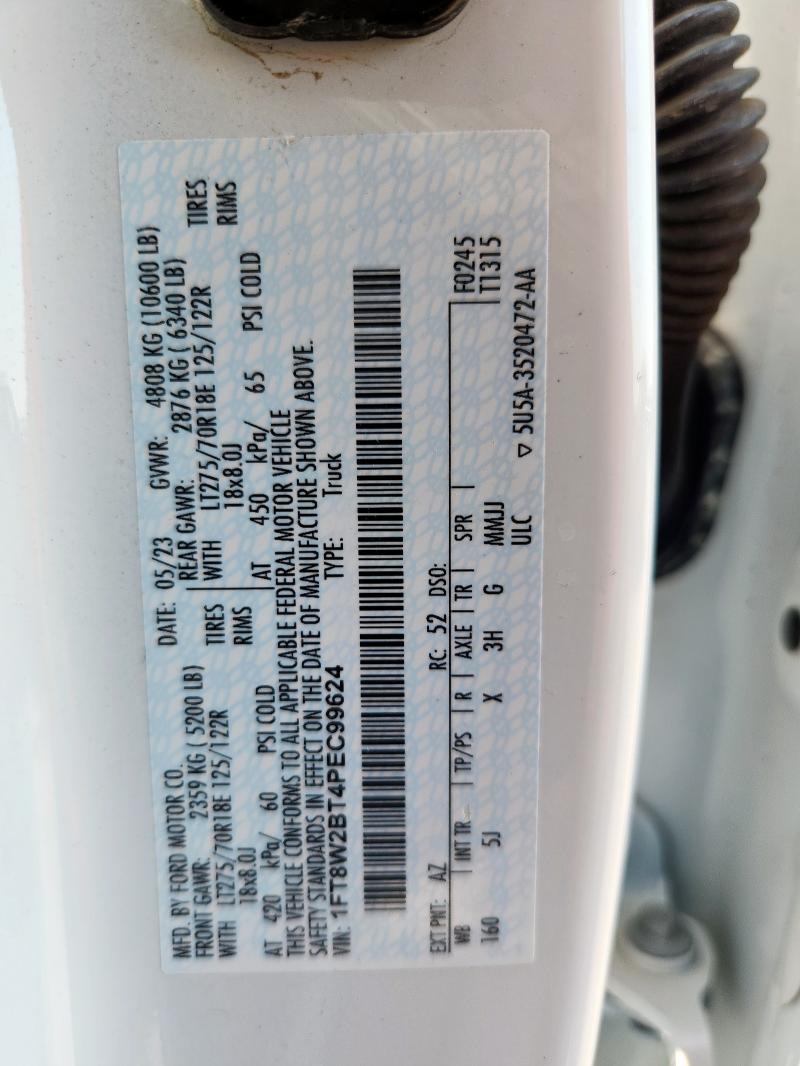 MFD. BY FORD MOTOR CO. DATE: 05/23 GVWR: 4808 KG (10600 LB)
FRONT GAWR: 2359 KG ( 5200 LB) REAR GAWR: 2876 KG ( 6340 LB)
WITH LT275/70R18E 125/122R TIRES WITH LT275/70R18E 125/122R TIRES
18x8.0J RIMS 18x8.0J RIMS
AT 420 kPa/ 60 PSI COLD AT 450 kPa/ 65 PSI COLD
THIS VEHICLE CONFORMS TO ALL APPLICABLE FEDERAL MOTOR VEHICLE
SAFETY STANDARDS IN EFFECT ON THE DATE OF MANUFACTURE SHOWN ABOVE.
VIN: 1FT8W2BT4PEC99624 TYPE: Truck
EXT PNT: AZ RC: 52 DSO: F0245
WB INT TR TP/PS R AXLE TR SPR T1315
160 5J X 3H G MMJJ
ULC ▽ 5U5A-3520472-AA